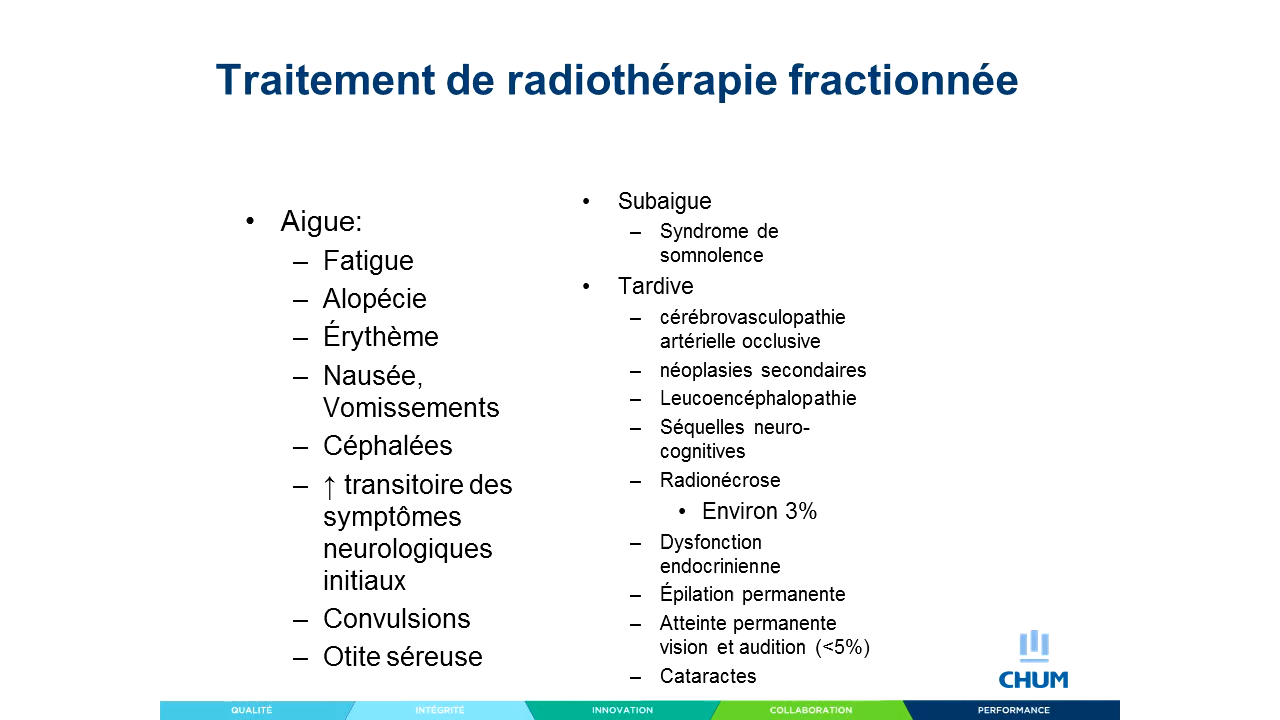 Traitement de radiothérapie fractionnée
• Aigue:
– Fatigue
– Alopécie
– Érythème
– Nausée,
Vomissements
– Céphalées
– ↑ transitoire des
symptômes
neurologiques
initiaux
– Convulsions
– Otite séreuse
• Subaigue
– Syndrome de
somnolence
• Tardive
– cérébrovasculopathie
artérielle occlusive
– néoplasies secondaires
– Leucoencéphalopathie
– Séquelles neuro-
cognitives
– Radionécrose
• Environ 3%
– Dysfonction
endocrinienne
– Épilation permanente
– Atteinte permanente
vision et audition (<5%)
– Cataractes
CHUM
QUALITÉ INTÉGRITÉ INNOVATION COLLABORATION PERFORMANCE